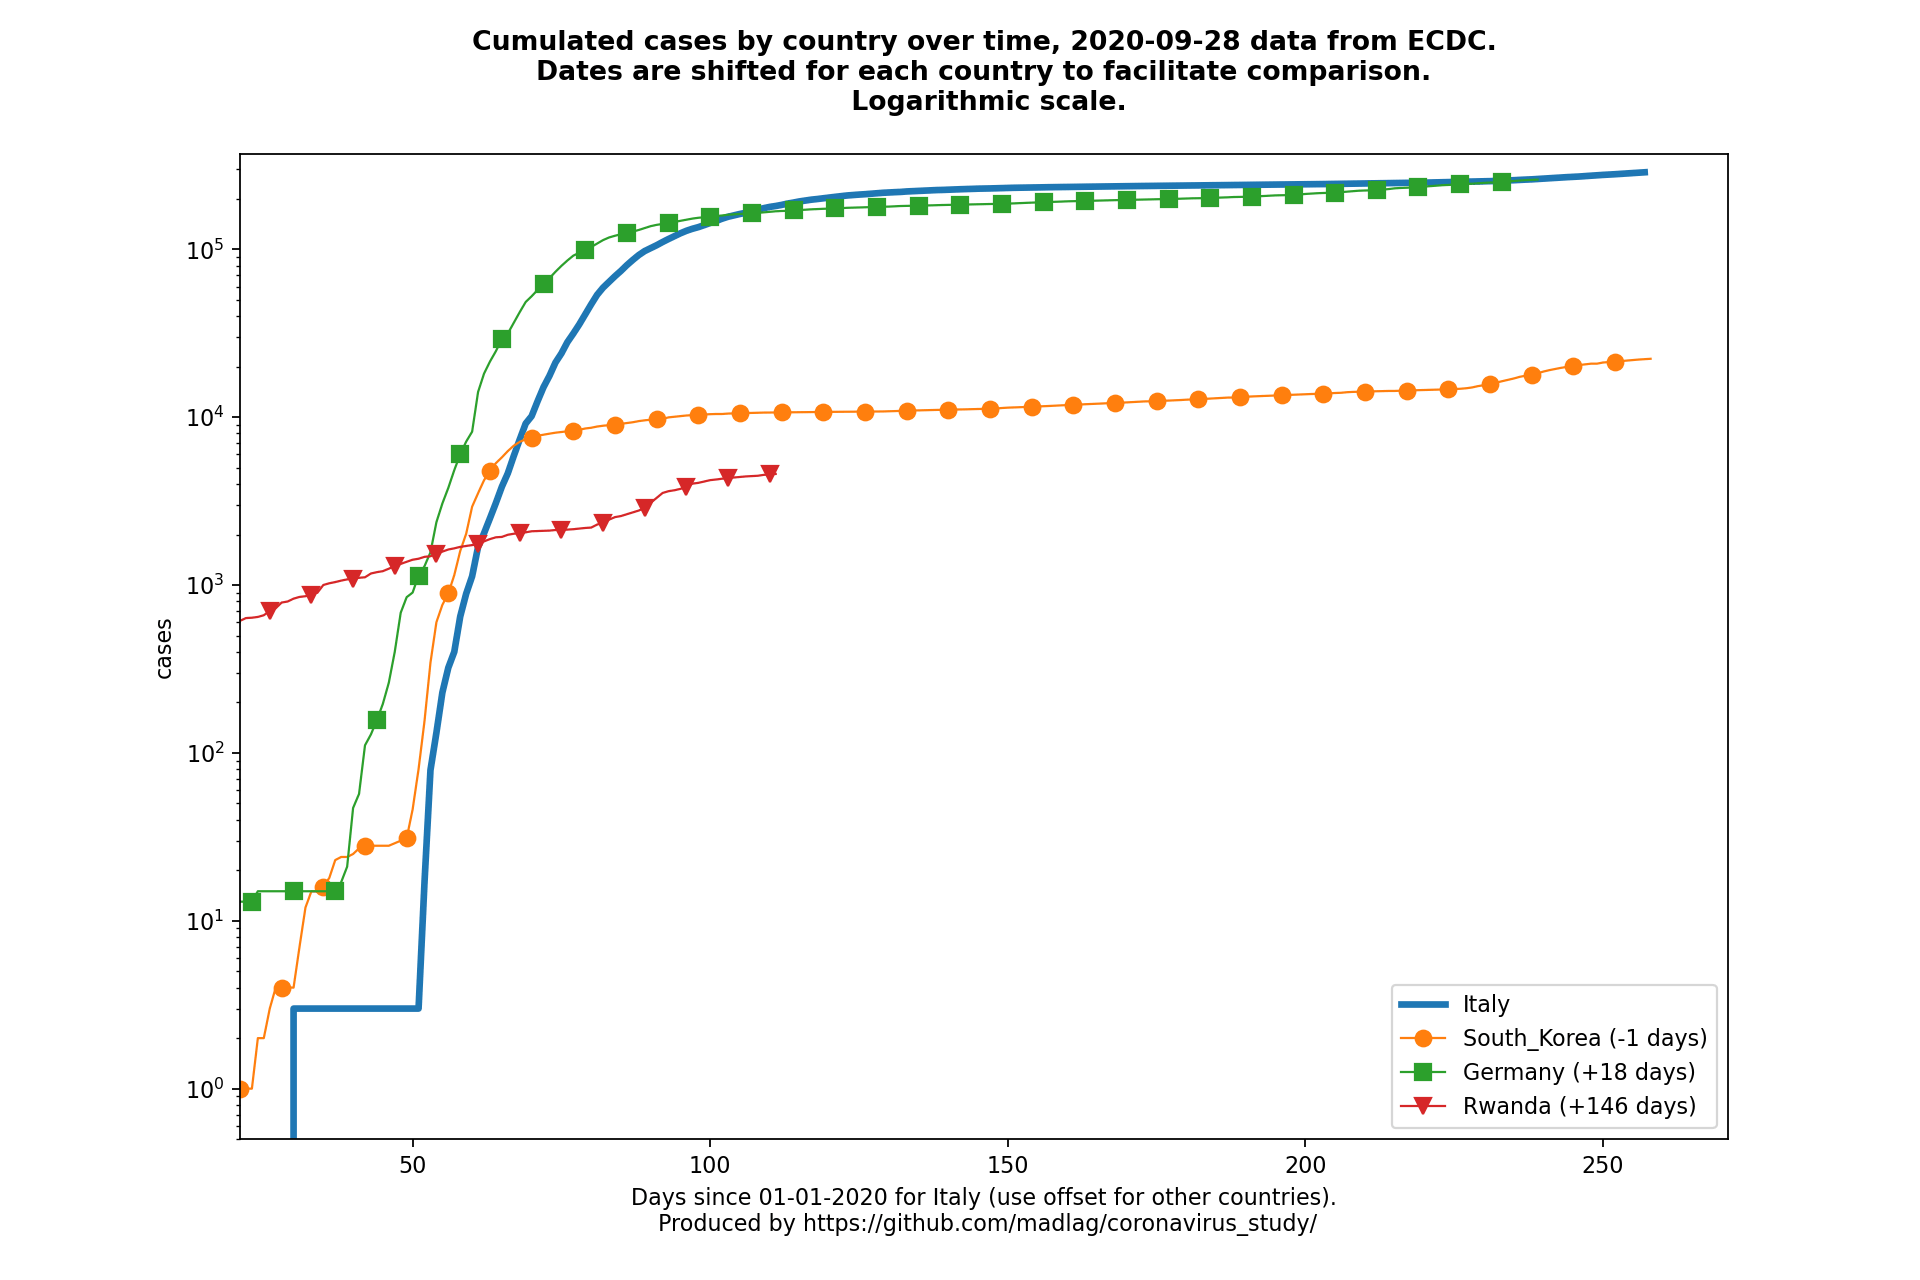 Cumulated cases by country over time, 2020-09-28 data from ECDC.
Dates are shifted for each country to facilitate comparison.
Logarithmic scale.
10^5
10^4
10^3
10^2
10^1
10^0
cases
Italy
South_Korea (-1 days)
Germany (+18 days)
Rwanda (+146 days)
50 100 150 200 250
Days since 01-01-2020 for Italy (use offset for other countries).
Produced by https://github.com/madlag/coronavirus_study/